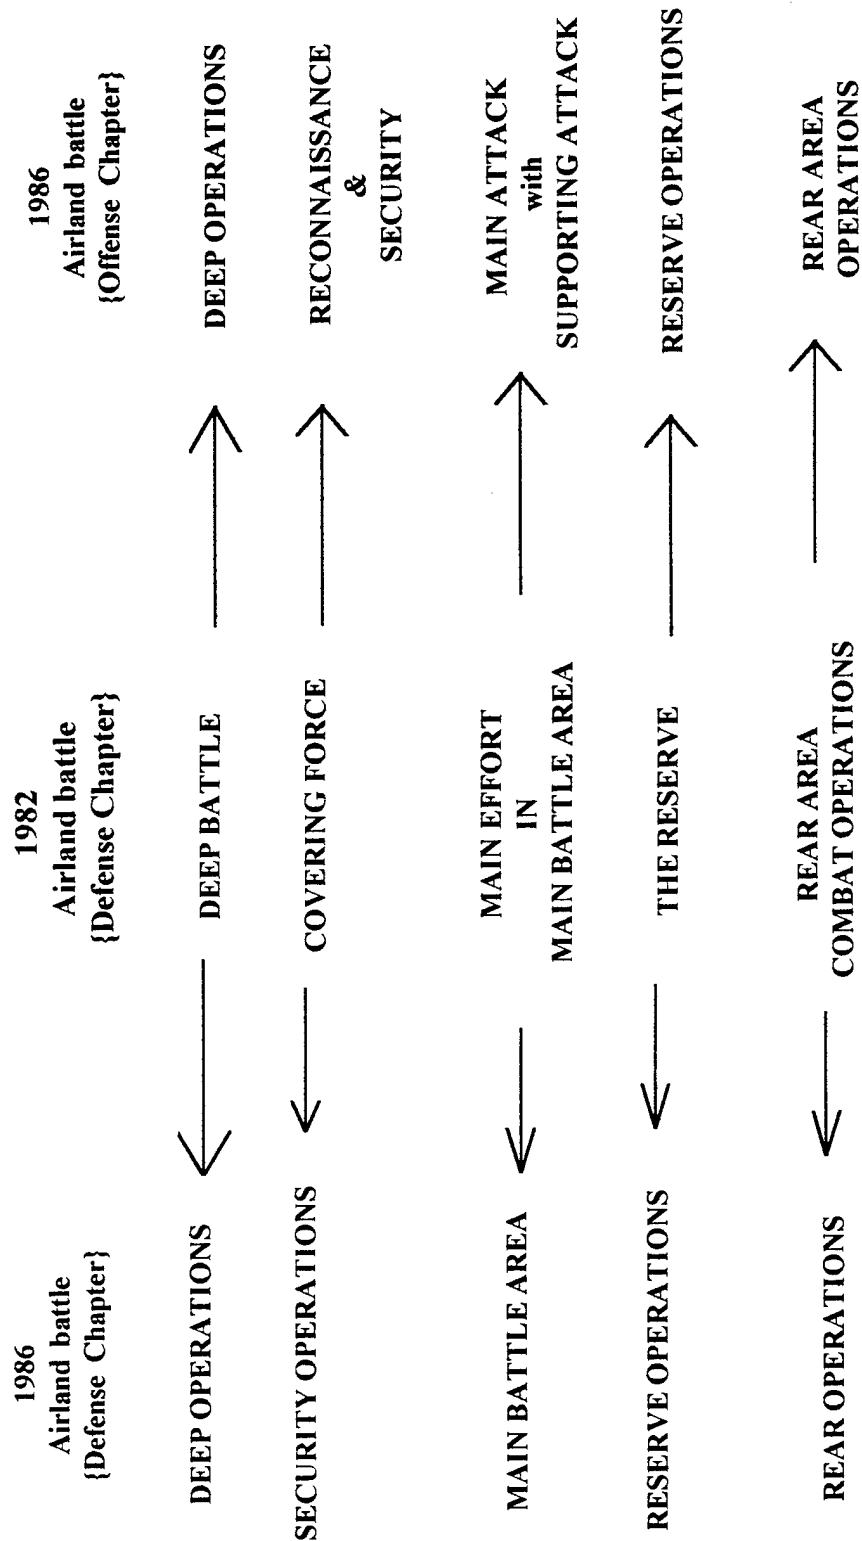 1986
Airland battle
{Defense Chapter}
1982
Airland battle
{Defense Chapter}
1986
Airland battle
{Offense Chapter}
DEEP OPERATIONS
DEEP BATTLE
DEEP OPERATIONS
SECURITY OPERATIONS
COVERING FORCE
RECONNAISSANCE
&
SECURITY
MAIN BATTLE AREA
MAIN EFFORT
IN
MAIN BATTLE AREA
MAIN ATTACK
with
SUPPORTING ATTACK
RESERVE OPERATIONS
THE RESERVE
RESERVE OPERATIONS
REAR OPERATIONS
REAR AREA
COMBAT OPERATIONS
REAR AREA
OPERATIONS